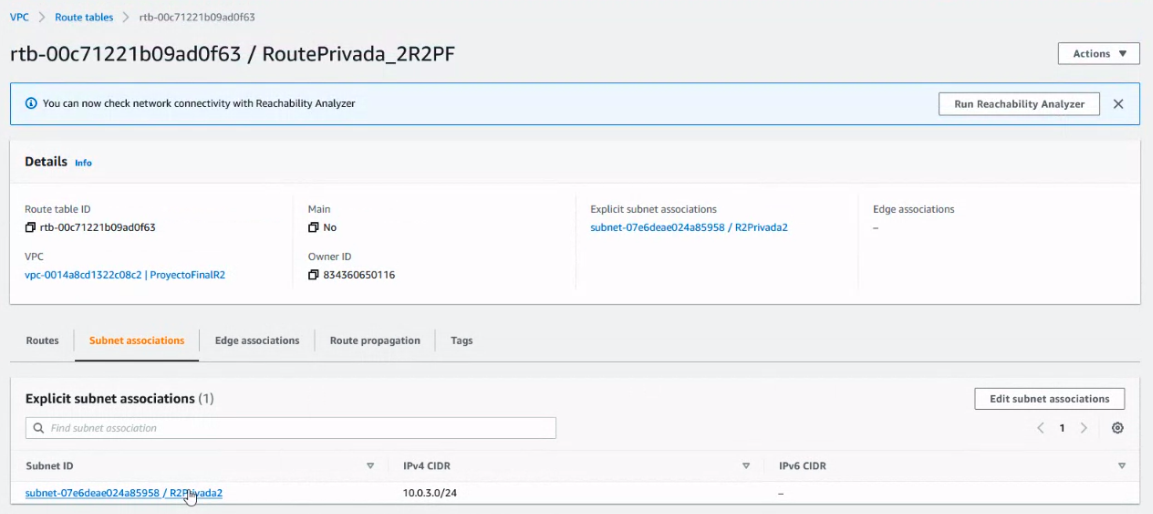 VPC > Route tables > rtb-00c71221b09ad0f63
rtb-00c71221b09ad0f63 / RoutePrivada_2R2PF
Actions
You can now check network connectivity with Reachability Analyzer
Run Reachability Analyzer
Details Info
Route table ID
rtb-00c71221b09ad0f63
Main
No
Explicit subnet associations
subnet-07e6deae024a85958 / R2Privada2
Edge associations
–
VPC
vpc-0014a8cd1322c08c2 | ProyectoFinalR2
Owner ID
834360650116
Routes
Subnet associations
Edge associations
Route propagation
Tags
Explicit subnet associations (1)
Edit subnet associations
Find subnet association
1
Subnet ID
IPv4 CIDR
IPv6 CIDR
subnet-07e6deae024a85958 / R2Privada2
10.0.3.0/24
–